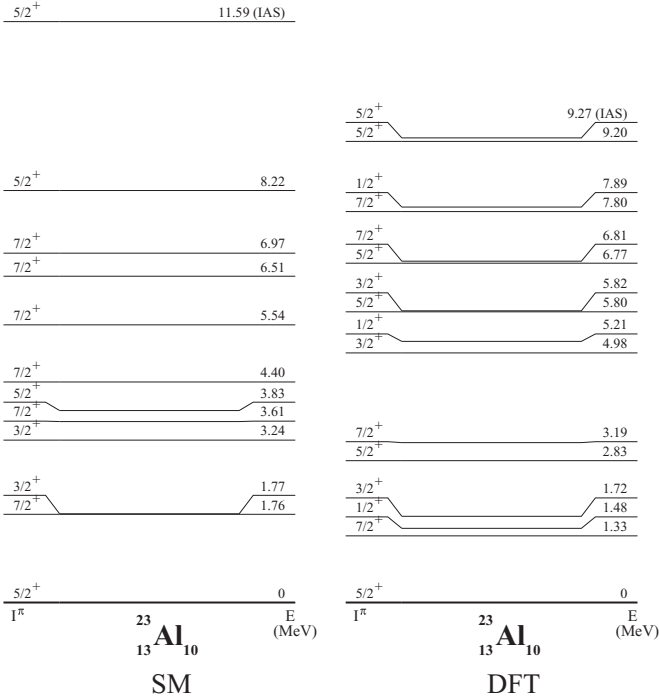 5/2+ 11.59 (IAS)
5/2+ 8.22
7/2+ 6.97
7/2+ 6.51
7/2+ 5.54
7/2+ 4.40
5/2+ 3.83
7/2+ 3.61
3/2+ 3.24
3/2+ 1.77
7/2+ 1.76
5/2+ 0
Iπ E
(MeV)
23
13 Al 10
SM
5/2+ 9.27 (IAS)
5/2+ 9.20
1/2+ 7.89
7/2+ 7.80
7/2+ 6.81
5/2+ 6.77
3/2+ 5.82
5/2+ 5.80
1/2+ 5.21
3/2+ 4.98
7/2+ 3.19
5/2+ 2.83
3/2+ 1.72
1/2+ 1.48
7/2+ 1.33
5/2+ 0
Iπ E
(MeV)
23
13 Al 10
DFT